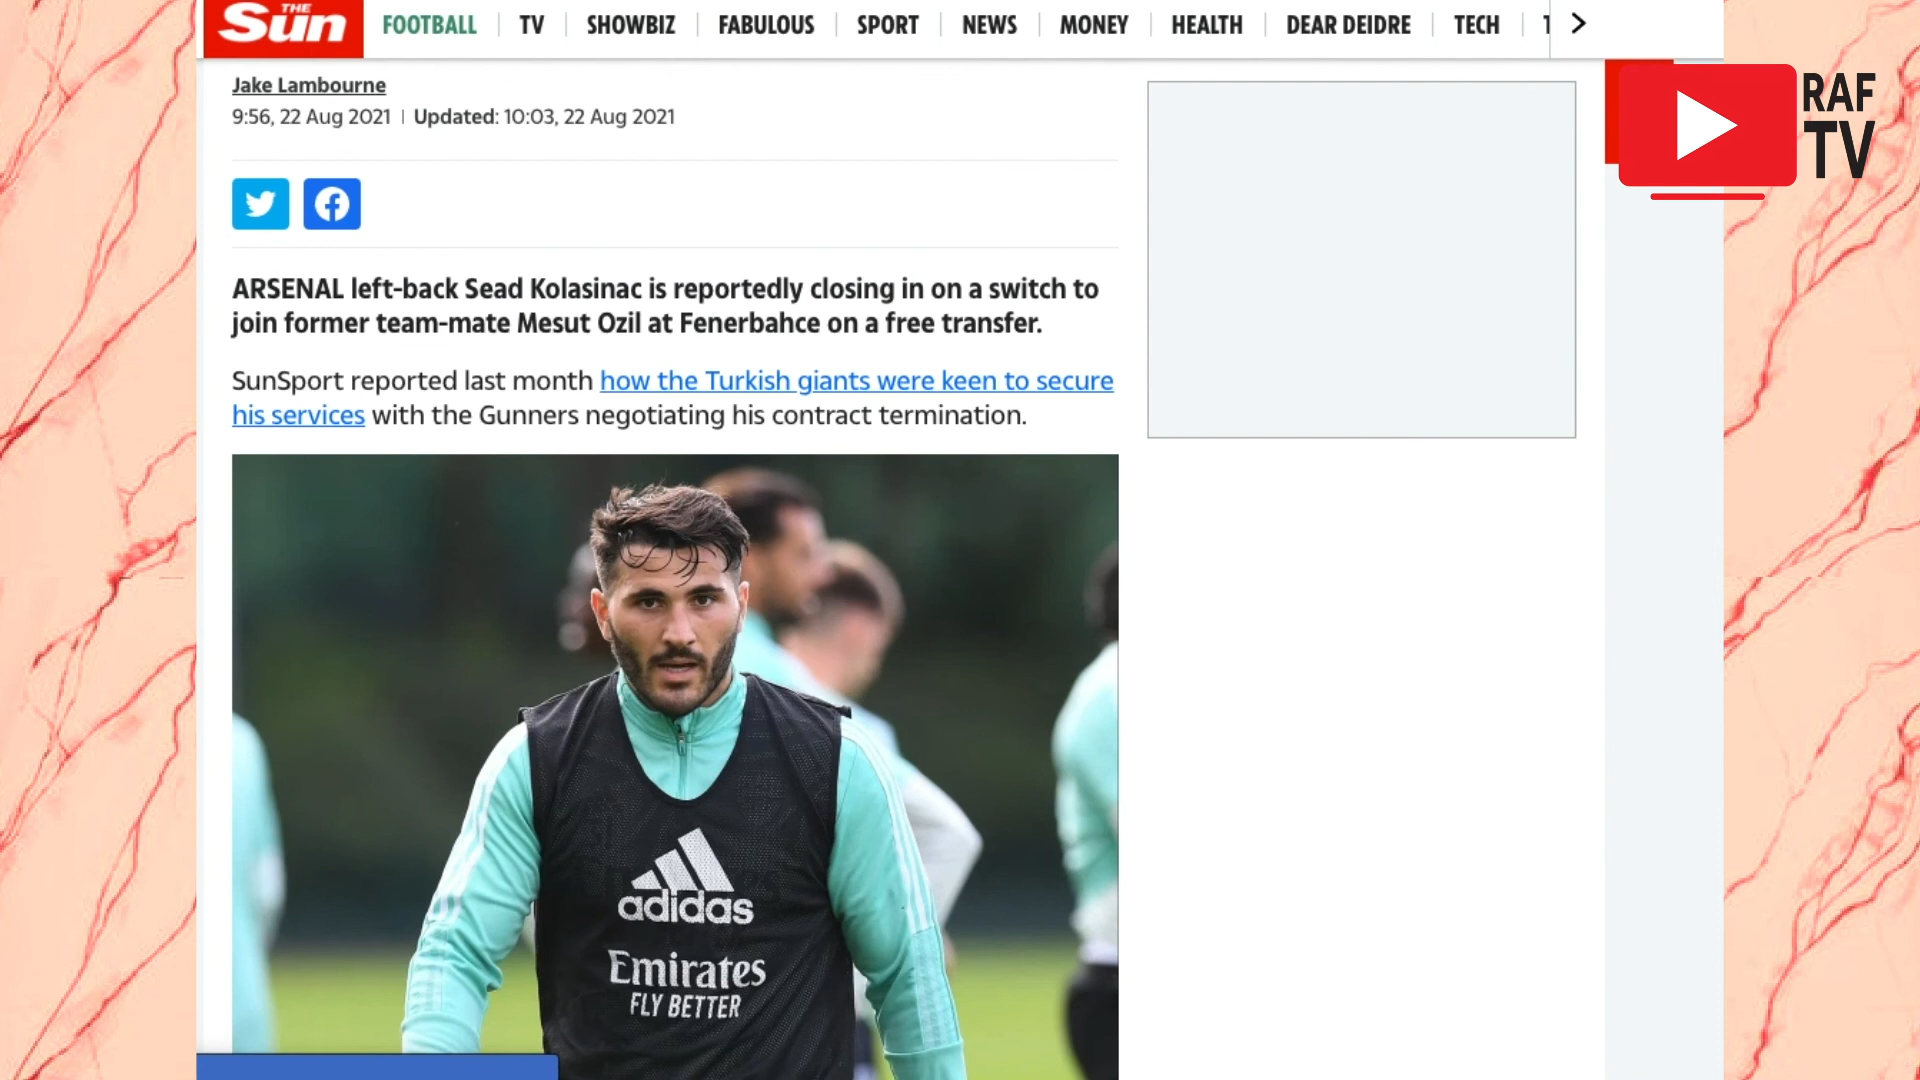 THE
Sun
FOOTBALL
TV
SHOWBIZ
FABULOUS
SPORT
NEWS
MONEY
HEALTH
DEAR DEIDRE
TECH
RAF
TV
Jake Lambourne
9:56, 22 Aug 2021 | Updated: 10:03, 22 Aug 2021
ARSENAL left-back Sead Kolasinac is reportedly closing in on a switch to
join former team-mate Mesut Ozil at Fenerbahce on a free transfer.
SunSport reported last month how the Turkish giants were keen to secure
his services with the Gunners negotiating his contract termination.
adidas
Emirates
FLY BETTER